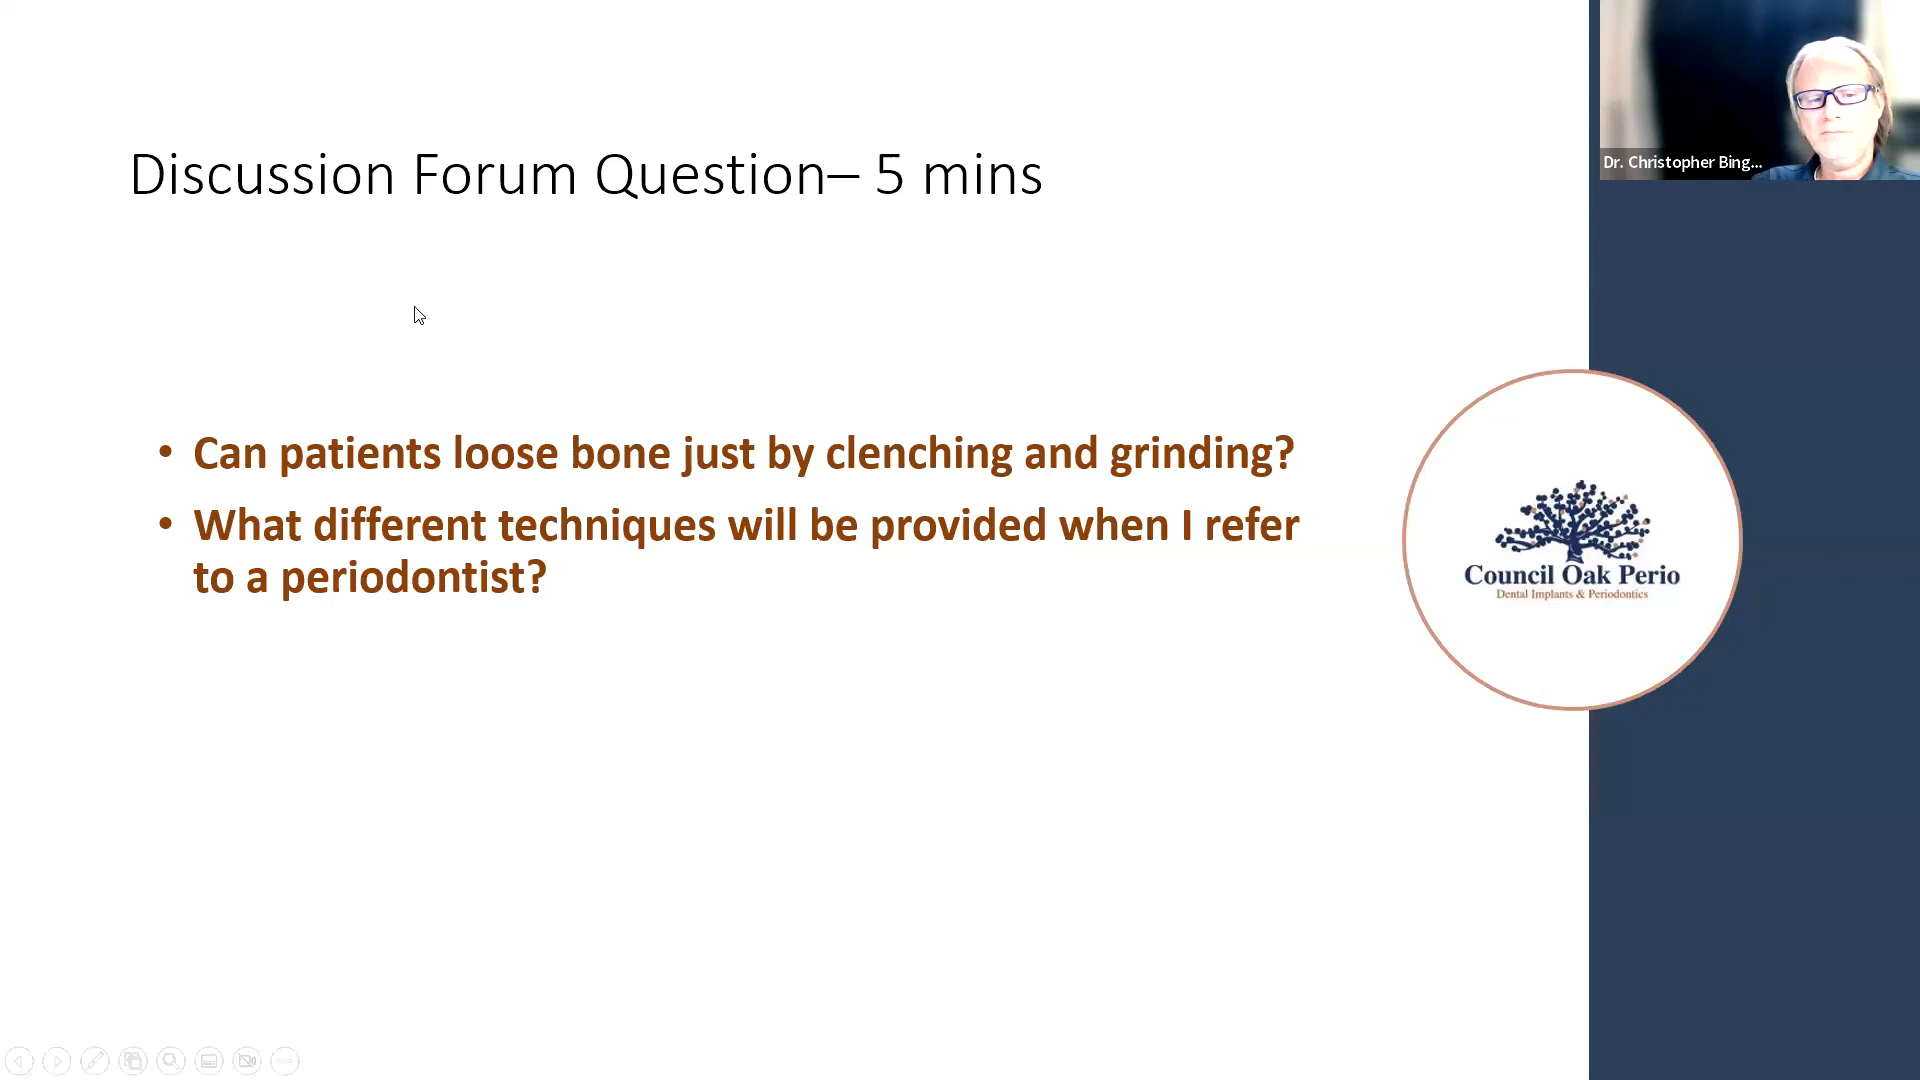 Discussion Forum Question– 5 mins
Dr. Christopher Bing...
• Can patients loose bone just by clenching and grinding?
• What different techniques will be provided when I refer
to a periodontist?
Council Oak Perio
Dental Implants & Periodontics